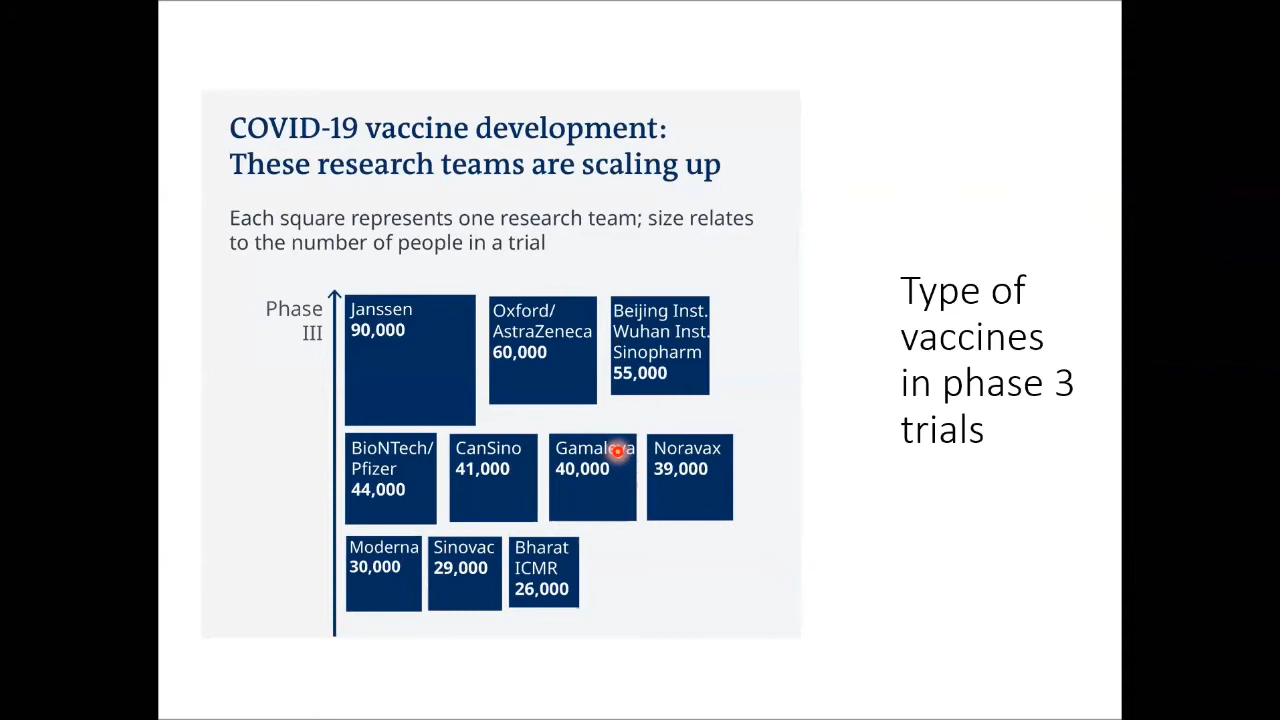 COVID-19 vaccine development:
These research teams are scaling up
Each square represents one research team; size relates
to the number of people in a trial
Phase
III
Janssen
90,000
Oxford/
AstraZeneca
60,000
Beijing Inst.
Wuhan Inst.
Sinopharm
55,000
BioNTech/
Pfizer
44,000
CanSino
41,000
40,000
Noravax
39,000
Moderna
30,000
Sinovac
29,000
Bharat
ICMR
26,000
Type of
vaccines
in phase 3
trials